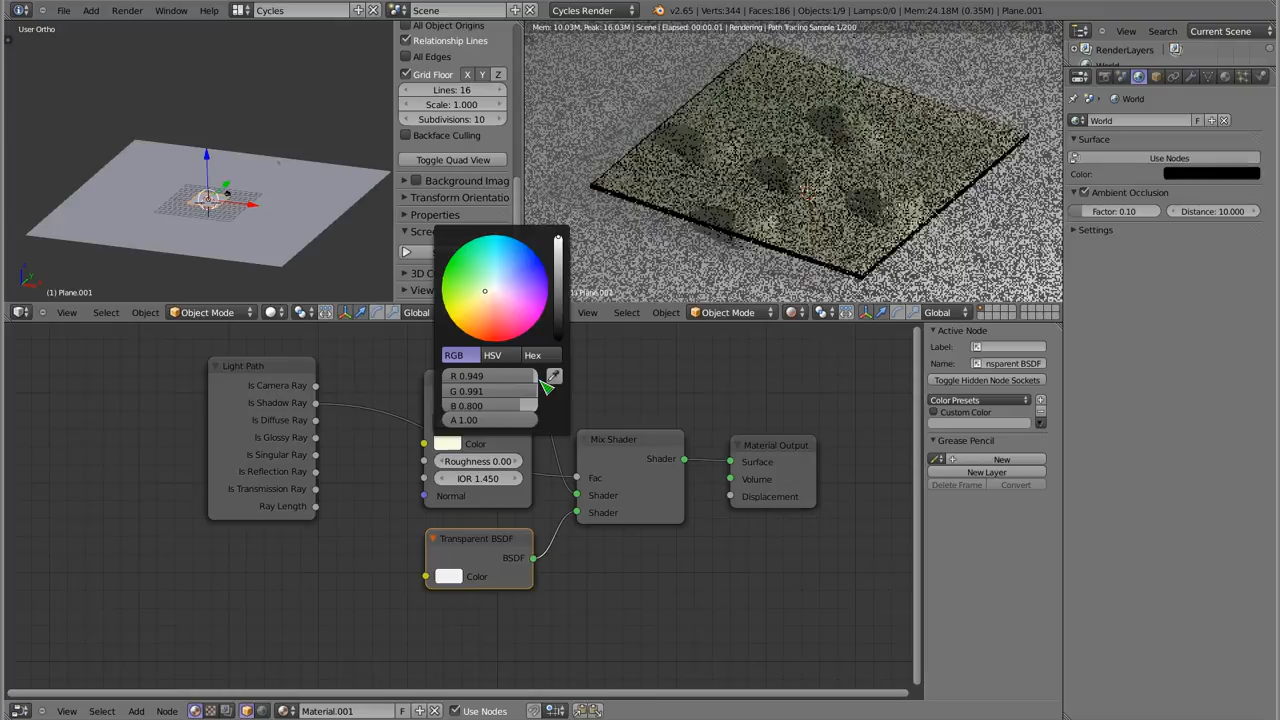 File Add Render Window Help Cycles Scene Cycles Render v2.65 | Verts:344 | Faces:186 | Objects:1/9 | Lamps:0/0 | Mem:24.18M (0.35M) | Plane.001
User Ortho
All Object Origins
Relationship Lines
All Edges
Grid Floor X Y Z
Lines: 16
Scale: 1.000
Subdivisions: 10
Backface Culling
Toggle Quad View
Background Imag
Transform Orientatio
Properties
Scre
3D C
View
(1) Plane.001
Mem: 10.03M, Peak: 16.03M | Scene | Elapsed: 00:00.01 | Rendering | Path Tracing Sample 1/200
Plane.001
View Search Current Scene
RenderLayers
World
World
F
Surface
Use Nodes
Color:
Ambient Occlusion
Factor: 0.10 Distance: 10.000
Settings
View Select Object Object Mode Global
View Select Object Object Mode Global
RGB HSV Hex
R 0.949
G 0.991
B 0.800
A 1.00
Light Path
Is Camera Ray
Is Shadow Ray
Is Diffuse Ray
Is Glossy Ray
Is Singular Ray
Is Reflection Ray
Is Transmission Ray
Ray Length
Color
Roughness 0.00
IOR 1.450
Normal
Transparent BSDF
BSDF
Color
Mix Shader
Shader
Fac
Shader
Shader
Material Output
Surface
Volume
Displacement
Active Node
Label:
Name: nsparent BSDF
Toggle Hidden Node Sockets
Color Presets
Custom Color
Grease Pencil
New
New Layer
Delete Frame Convert
View Select Add Node Material.001 F Use Nodes